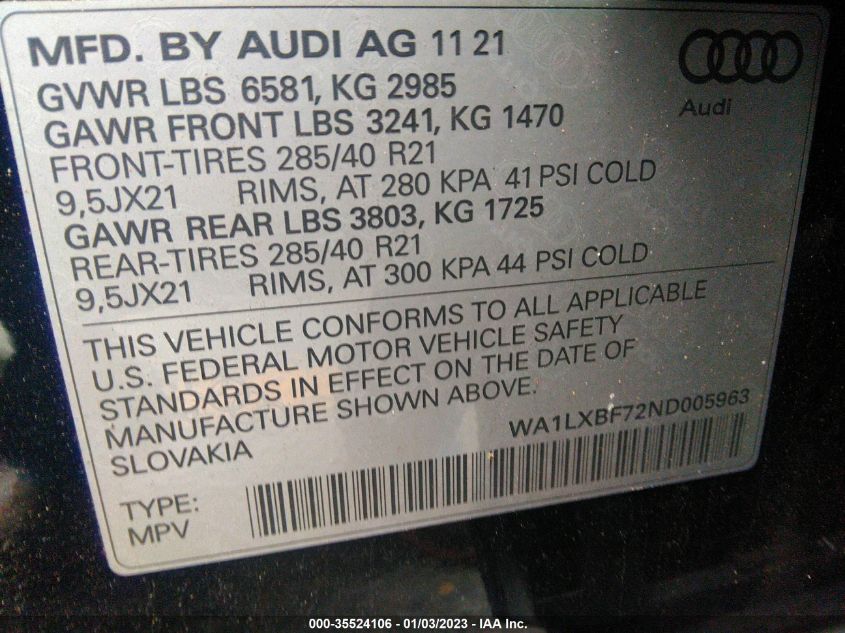 MFD. BY AUDI AG 11 21
GVWR LBS 6581, KG 2985
Audi
GAWR FRONT LBS 3241, KG 1470
FRONT-TIRES 285/40 R21
9,5JX21 RIMS, AT 280 KPA 41 PSI COLD
GAWR REAR LBS 3803, KG 1725
REAR-TIRES 285/40 R21
9,5JX21 RIMS, AT 300 KPA 44 PSI COLD
THIS VEHICLE CONFORMS TO ALL APPLICABLE
U.S. FEDERAL MOTOR VEHICLE SAFETY
STANDARDS IN EFFECT ON THE DATE OF
MANUFACTURE SHOWN ABOVE.
SLOVAKIA
WA1LXBF72ND005963
TYPE:
MPV
000-35524106 - 01/03/2023 - IAA Inc.